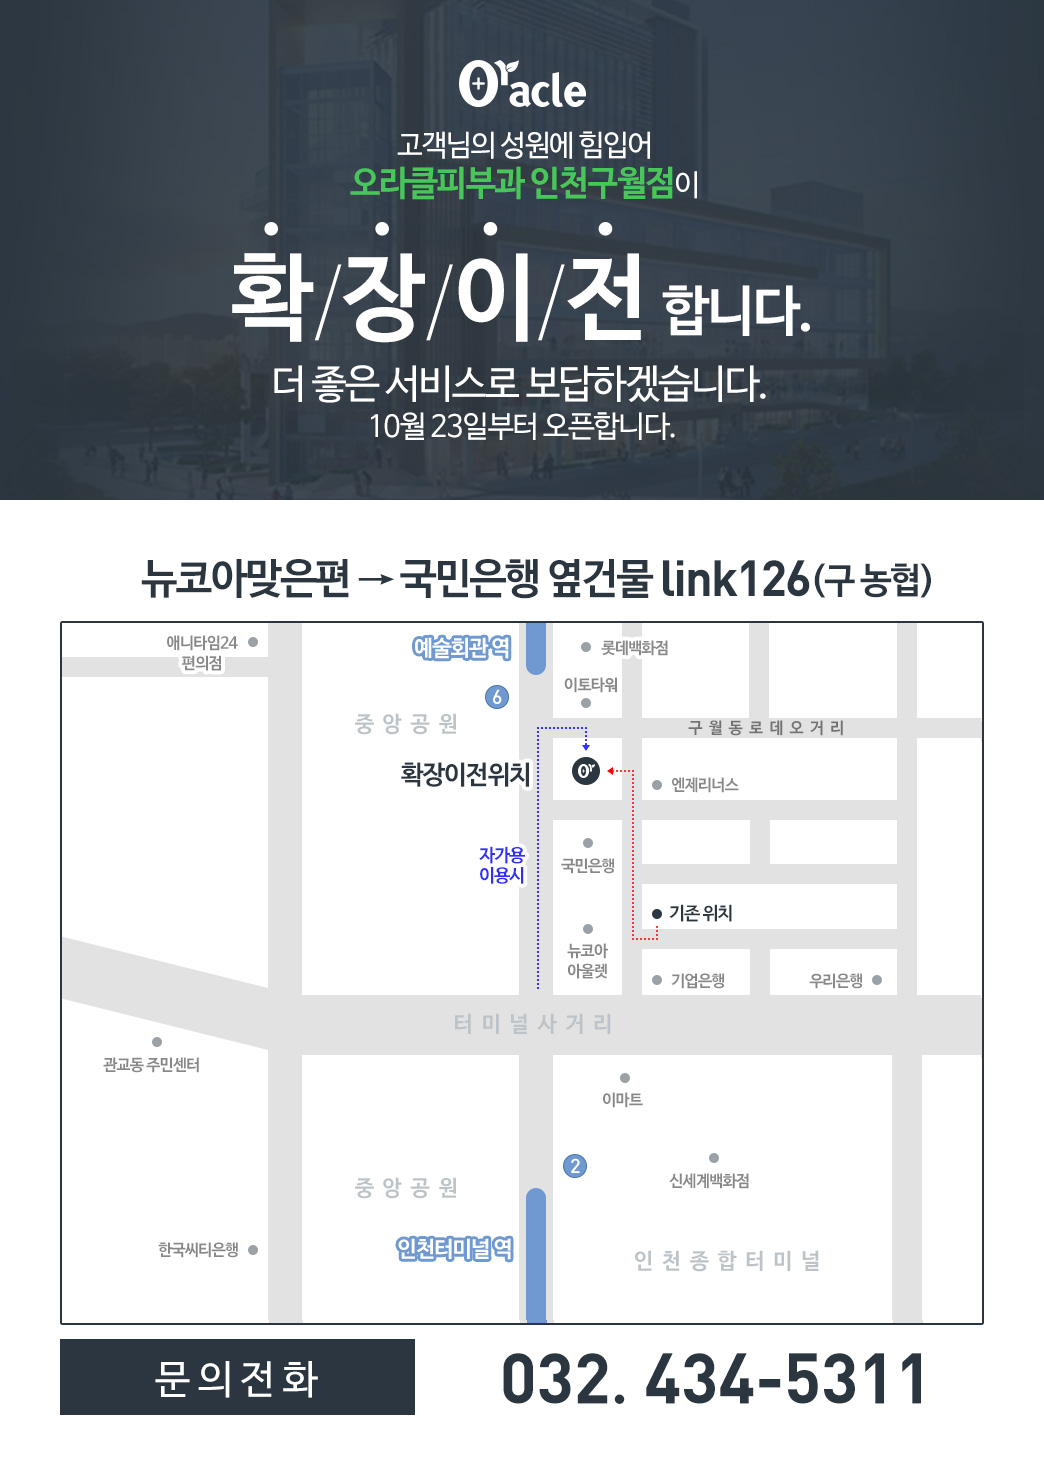 Oracle
고객님의 성원에 힘입어
오라클피부과 인천구월점이
확/장/이/전 합니다.
더 좋은 서비스로 보답하겠습니다.
10월 23일부터 오픈합니다.
뉴코아맞은편 → 국민은행 옆건물 link126(구 농협)
애니타임24
편의점
예술회관 역
롯데백화점
6
이토타워
중앙공원
구월동로데오거리
확장이전위치
Or
엔제리너스
자가용
이용시
국민은행
기존 위치
뉴코아
아울렛
기업은행
우리은행
터미널사거리
관교동 주민센터
이마트
2
신세계백화점
중앙공원
한국씨티은행
인천터미널 역
인천종합터미널
문의전화
032. 434-5311